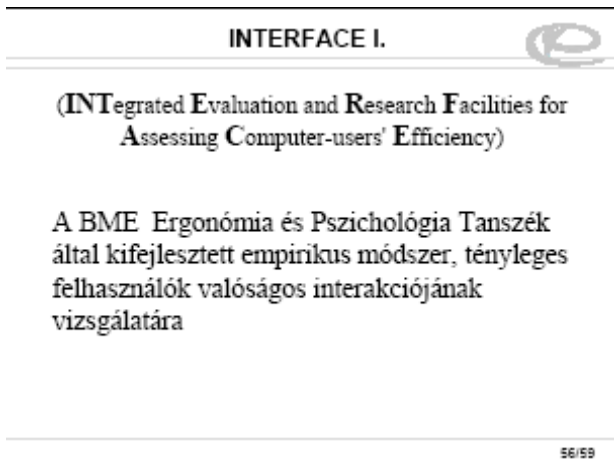 INTERFACE I.
(INTegrated Evaluation and Research Facilities for
Assessing Computer-users' Efficiency)
A BME Ergonómia és Pszichológia Tanszék
által kifejlesztett empirikus módszer, tényleges
felhasználók valóságos interakciójának
vizsgálatára
56/59